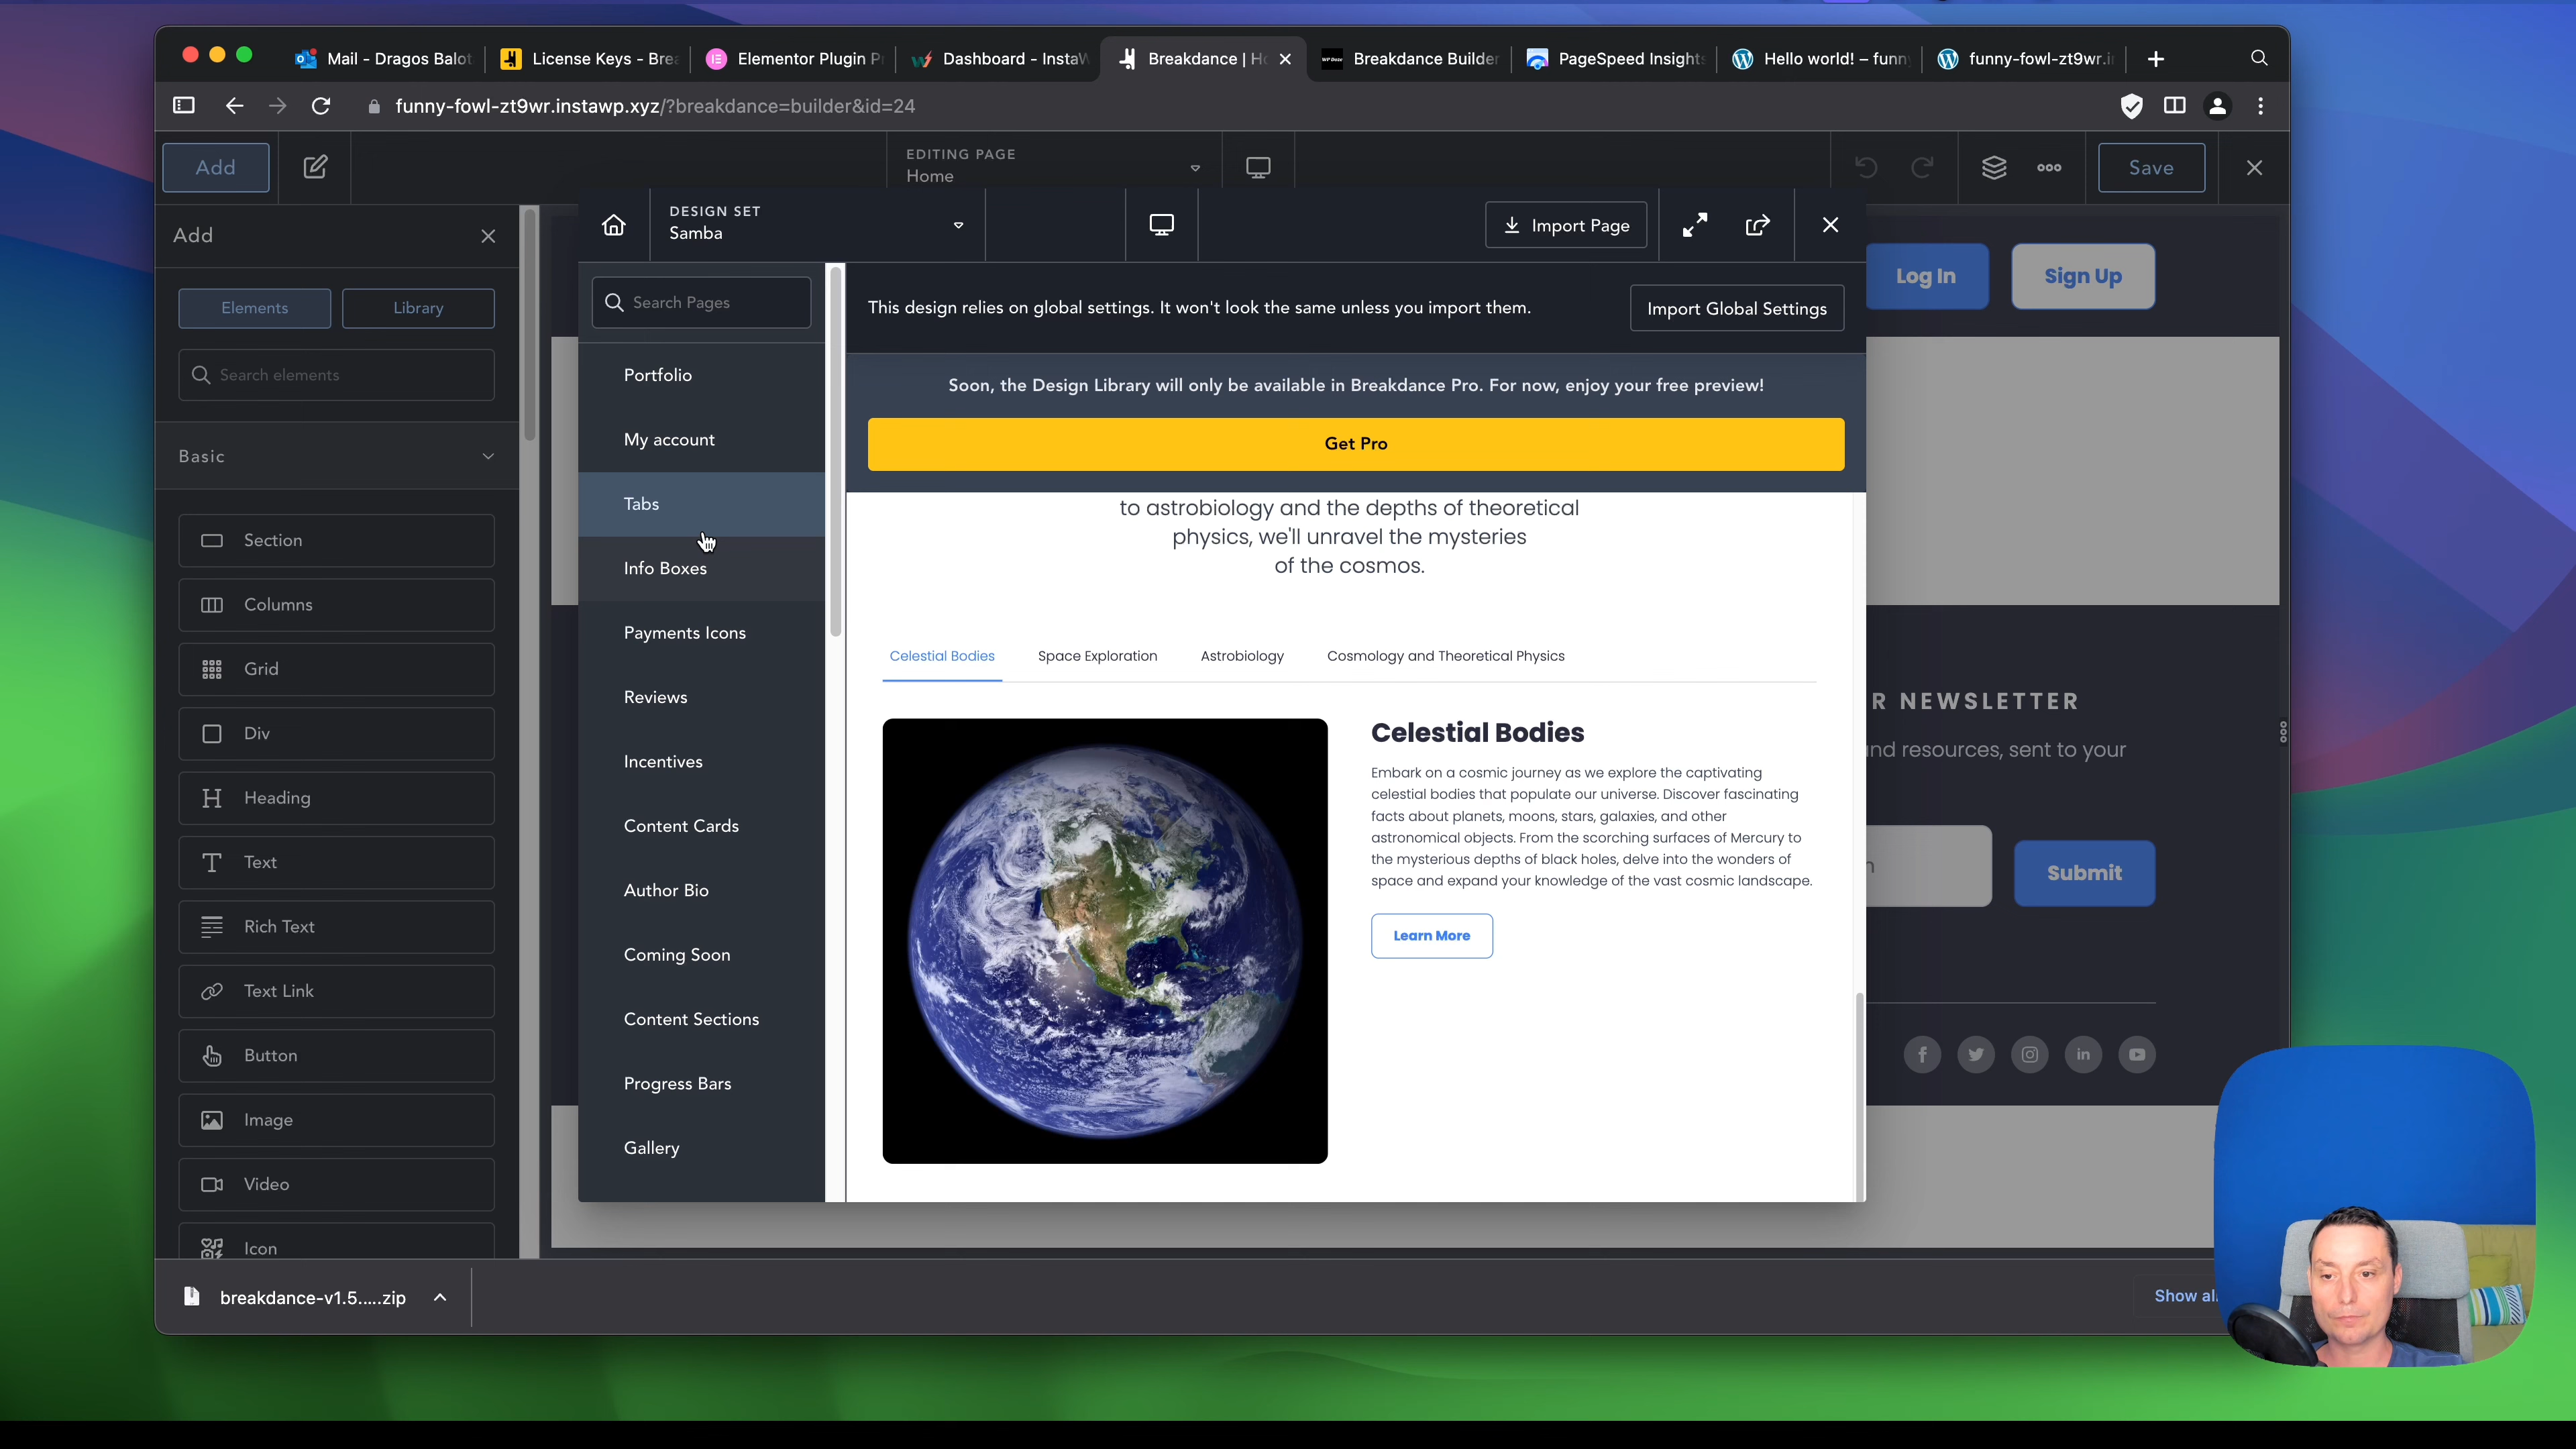 Mail - Dragos Balot
License Keys - Brea
Elementor Plugin Pr
Dashboard - InstaW
Breakdance | Ho
Breakdance Builder
PageSpeed Insights
Hello world! – funny
funny-fowl-zt9wr.in
funny-fowl-zt9wr.instawp.xyz/?breakdance=builder&id=24
Add
EDITING PAGE
Home
Save
Add
Elements
Library
Search elements
Basic
Section
Columns
Grid
Div
Heading
Text
Rich Text
Text Link
Button
Image
Video
Icon
DESIGN SET
Samba
Import Page
Search Pages
Portfolio
My account
Tabs
Info Boxes
Payments Icons
Reviews
Incentives
Content Cards
Author Bio
Coming Soon
Content Sections
Progress Bars
Gallery
This design relies on global settings. It won't look the same unless you import them.
Import Global Settings
Soon, the Design Library will only be available in Breakdance Pro. For now, enjoy your free preview!
Get Pro
to astrobiology and the depths of theoretical
physics, we'll unravel the mysteries
of the cosmos.
Celestial Bodies
Space Exploration
Astrobiology
Cosmology and Theoretical Physics
Celestial Bodies
Embark on a cosmic journey as we explore the captivating
celestial bodies that populate our universe. Discover fascinating
facts about planets, moons, stars, galaxies, and other
astronomical objects. From the scorching surfaces of Mercury to
the mysterious depths of black holes, delve into the wonders of
space and expand your knowledge of the vast cosmic landscape.
Learn More
Log In
Sign Up
R NEWSLETTER
nd resources, sent to your
Submit
breakdance-v1.5.....zip
Show all